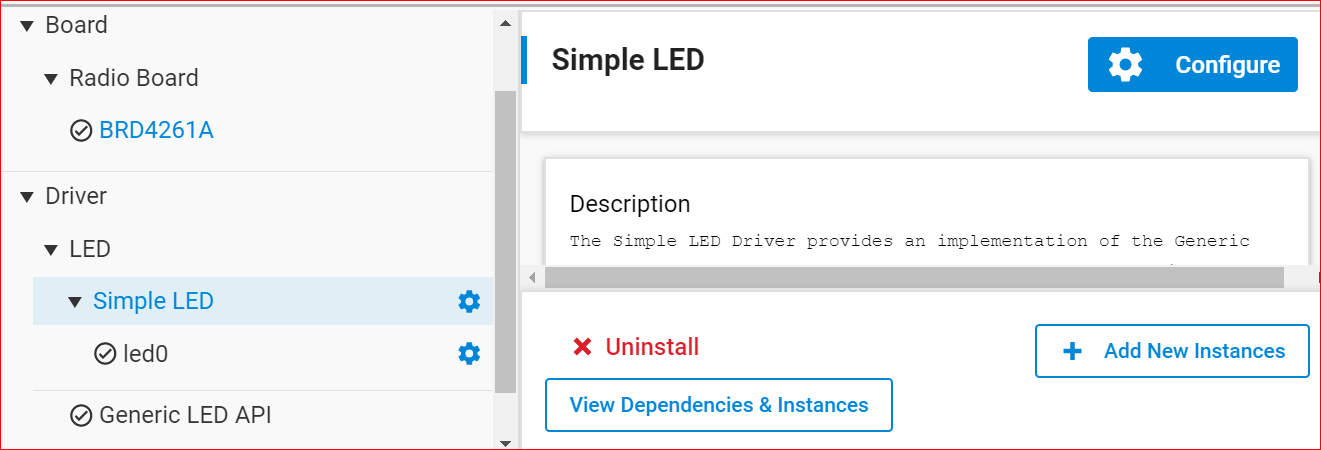 Board
Radio Board
BRD4261A
Driver
LED
Simple LED
led0
Generic LED API
Simple LED
Configure
Description
The Simple LED Driver provides an implementation of the Generic
Uninstall
Add New Instances
View Dependencies & Instances